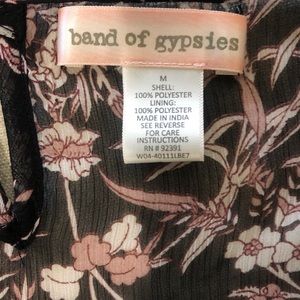 band of gypsies
M
SHELL:
100% POLYESTER
LINING:
100% POLYESTER
MADE IN INDIA
SEE REVERSE
FOR CARE
INSTRUCTIONS
RN # 92391
W04-40111LBE7